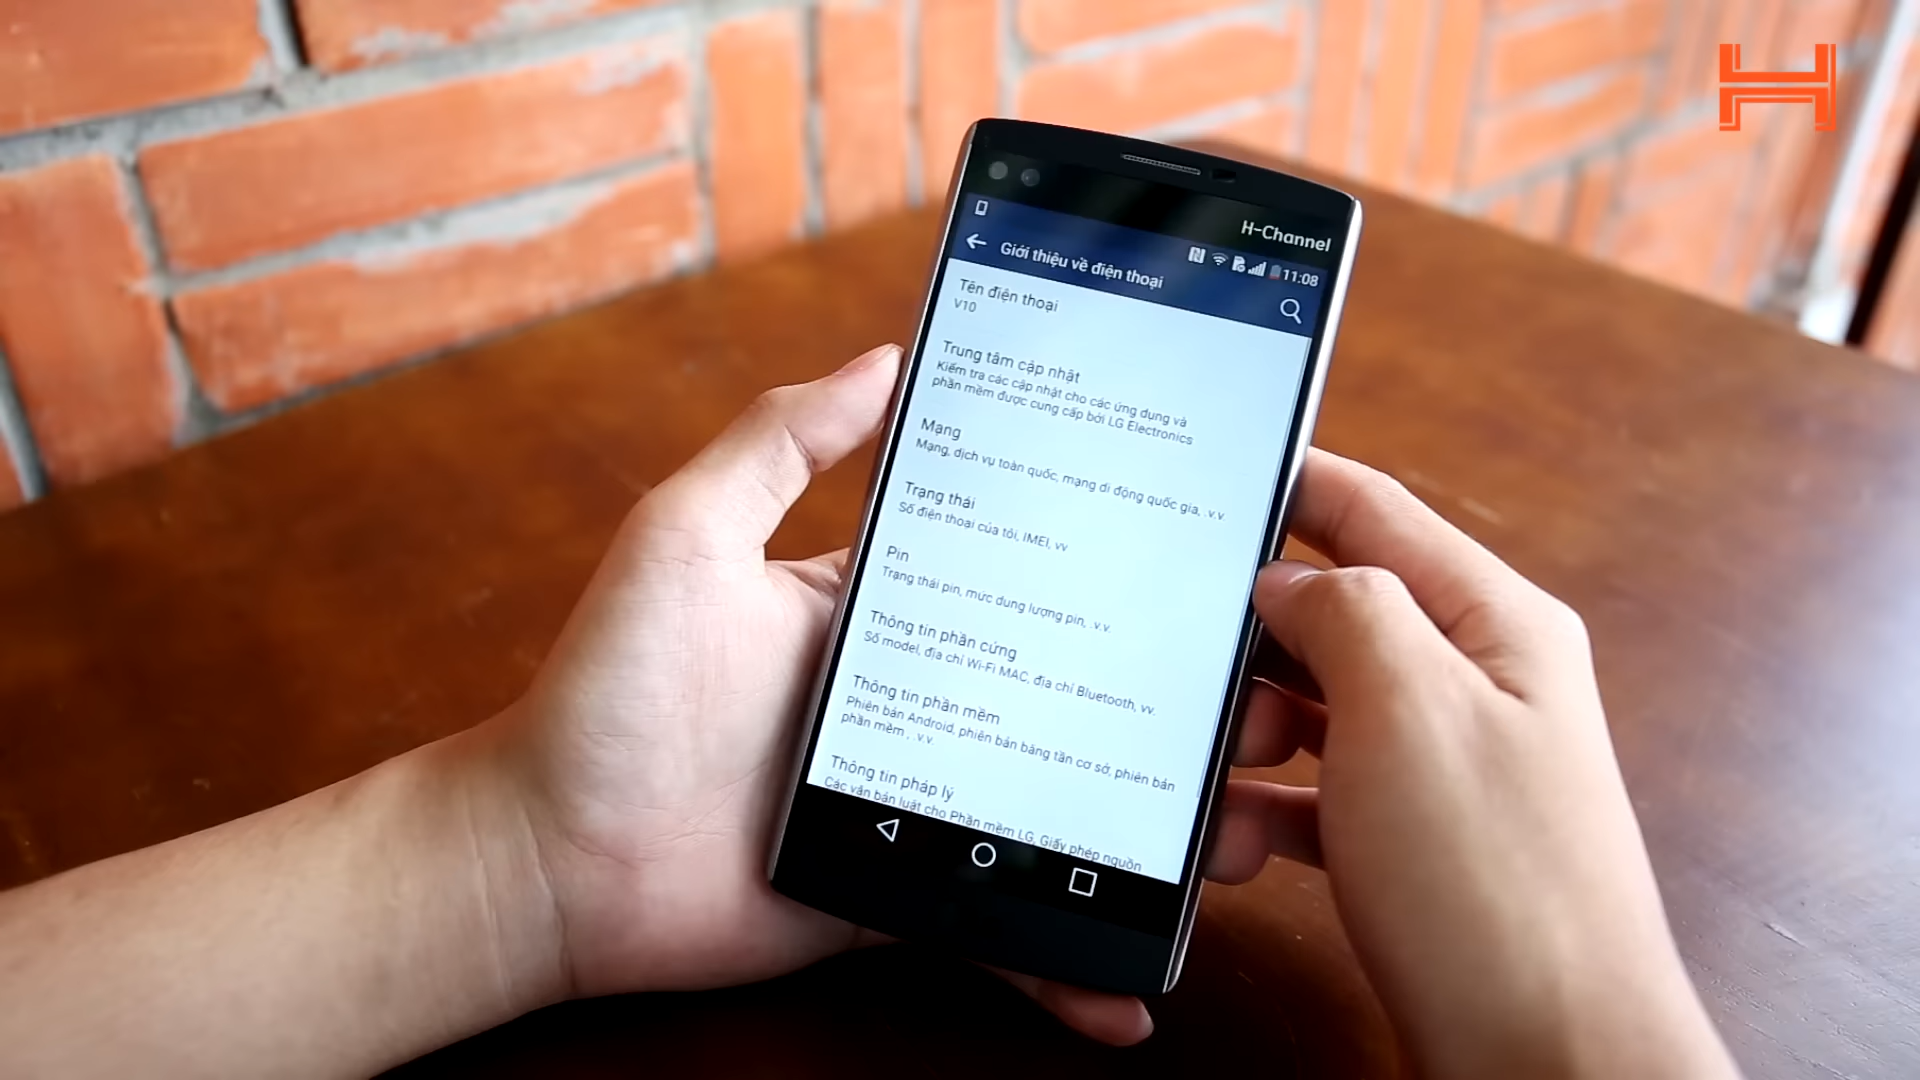 H-Channel
11:08
Giới thiệu về điện thoại
Tên điện thoại
V10
Trung tâm cập nhật
Kiểm tra các cập nhật cho các ứng dụng và
phần mềm được cung cấp bởi LG Electronics
Mạng
Mạng, dịch vụ toàn quốc, mạng di động quốc gia, .v.v.
Trạng thái
Số điện thoại của tôi, IMEI, vv
Pin
Trạng thái pin, mức dung lượng pin, .v.v.
Thông tin phần cứng
Số model, địa chỉ Wi-Fi MAC, địa chỉ Bluetooth, vv.
Thông tin phần mềm
Phiên bản Android, phiên bản băng tần cơ sở, phiên bản
phần mềm , .v.v.
Thông tin pháp lý
Các văn bản luật cho Phần mềm LG, Giấy phép nguồn